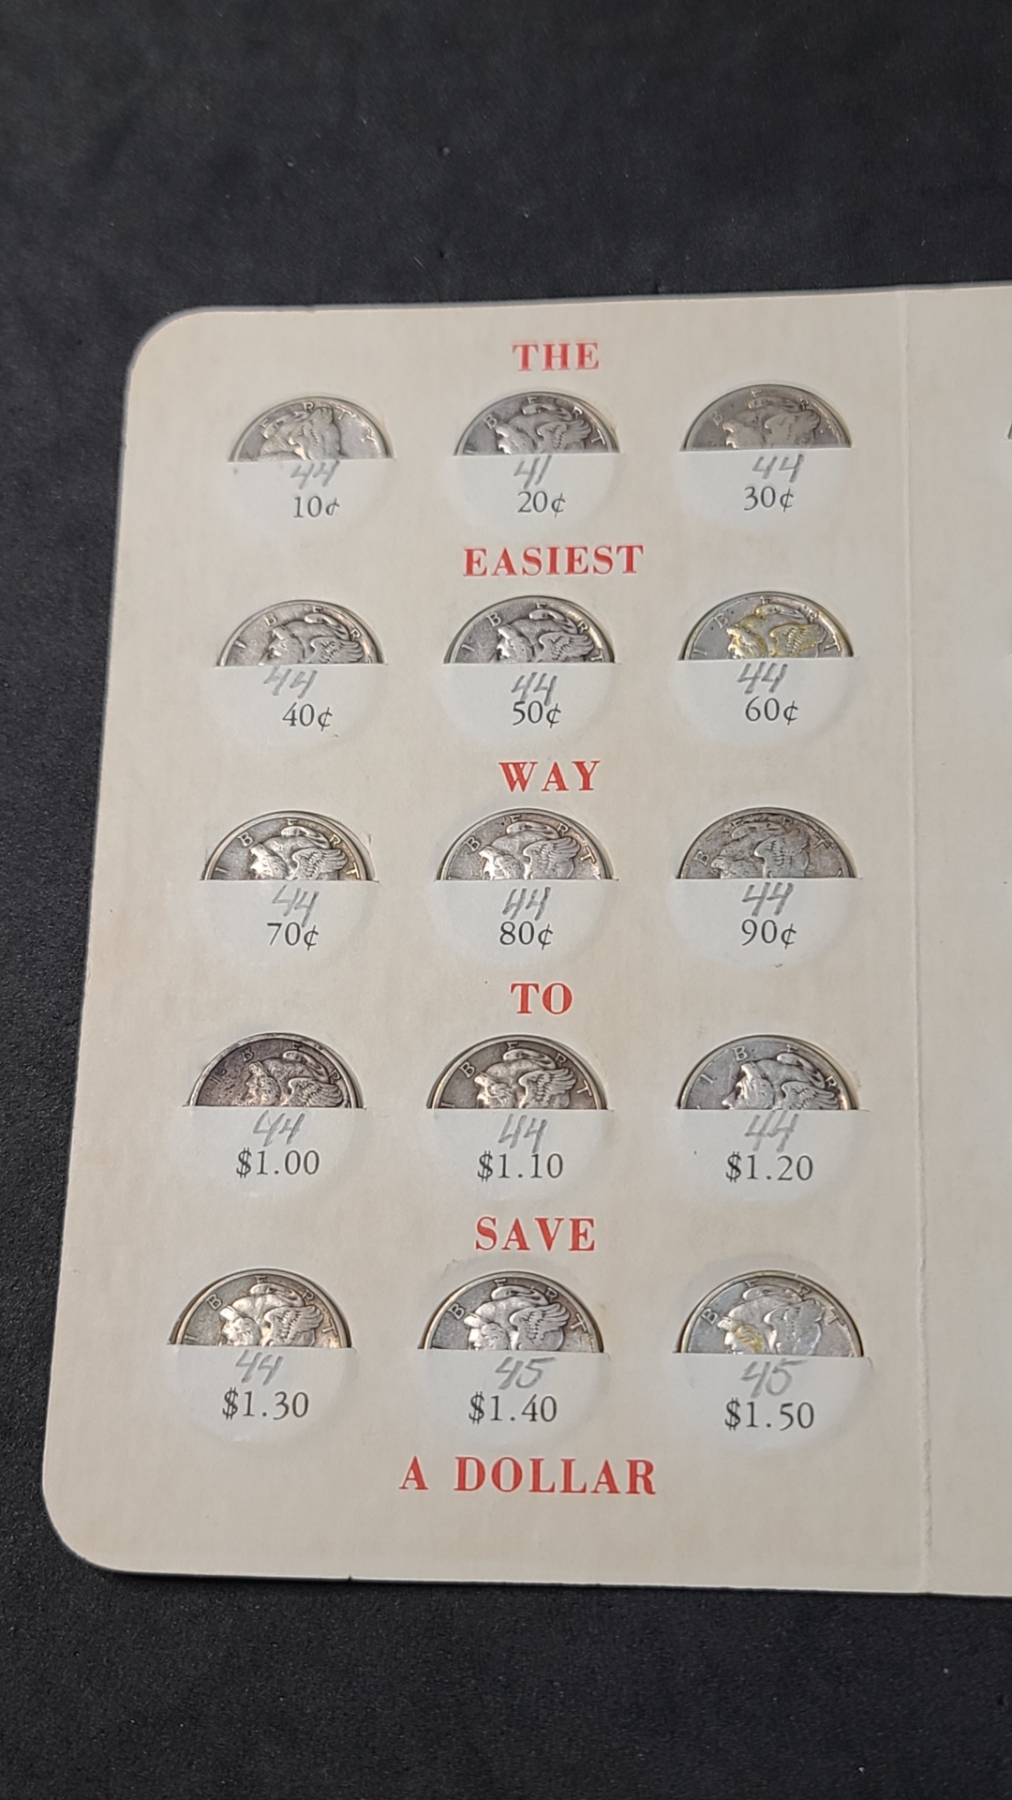 THE
44 41 44
10¢ 20¢ 30¢
EASIEST
44 44 44
40¢ 50¢ 60¢
WAY
44 44 44
70¢ 80¢ 90¢
TO
44 44 44
$1.00 $1.10 $1.20
SAVE
44 45 45
$1.30 $1.40 $1.50
A DOLLAR